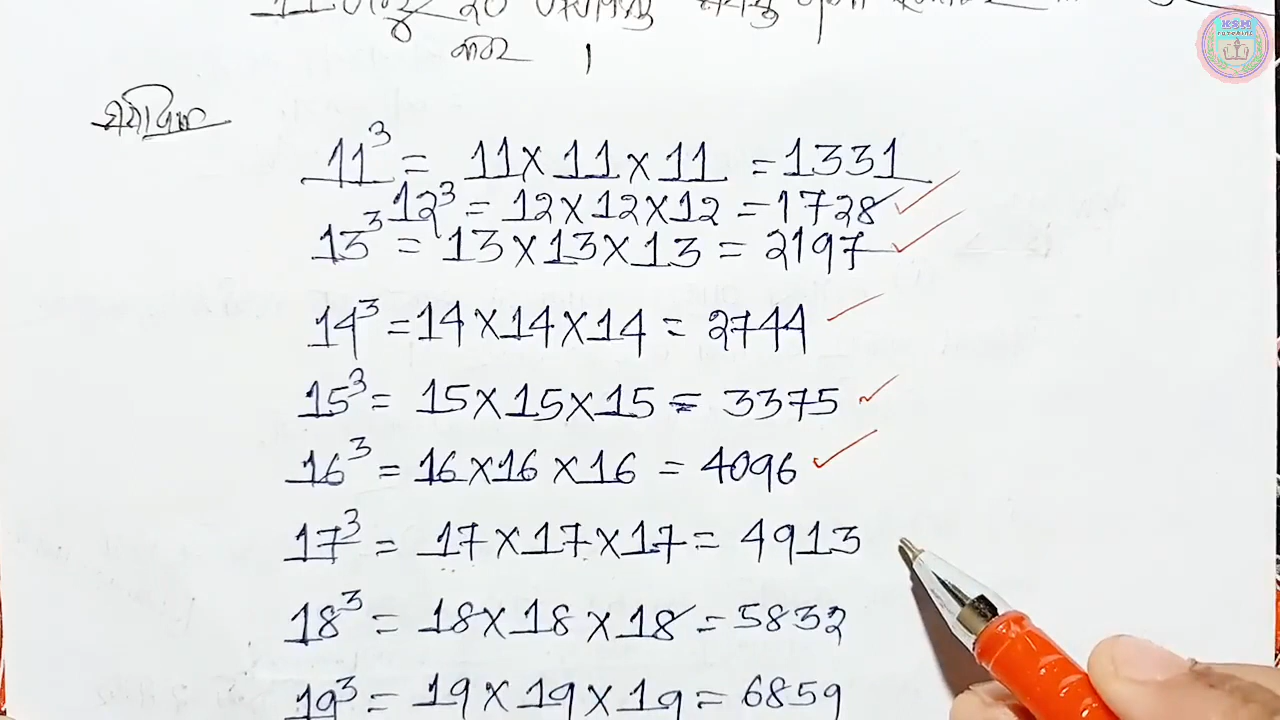 11³ = 11 × 11 × 11 = 1331
12³ = 12 × 12 × 12 = 1728
13³ = 13 × 13 × 13 = 2197
14³ = 14 × 14 × 14 = 2744
15³ = 15 × 15 × 15 = 3375
16³ = 16 × 16 × 16 = 4096
17³ = 17 × 17 × 17 = 4913
18³ = 18 × 18 × 18 = 5832
19³ = 19 × 19 × 19 = 6859
KSM